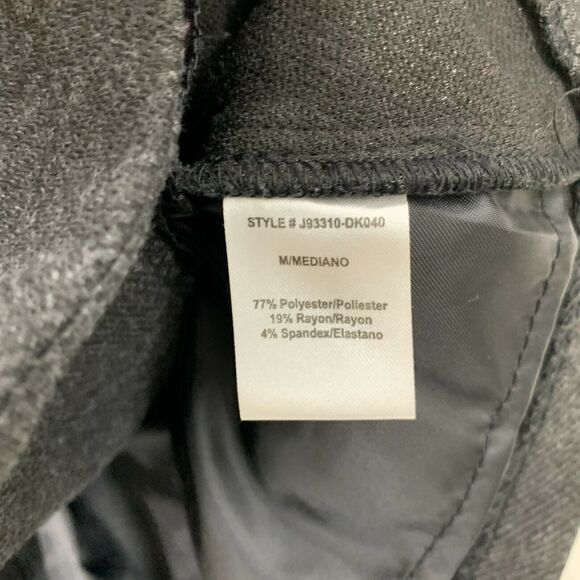 STYLE # J93310-DK040
M/MEDIANO
77% Polyester/Poliester
19% Rayon/Rayon
4% Spandex/Elastano